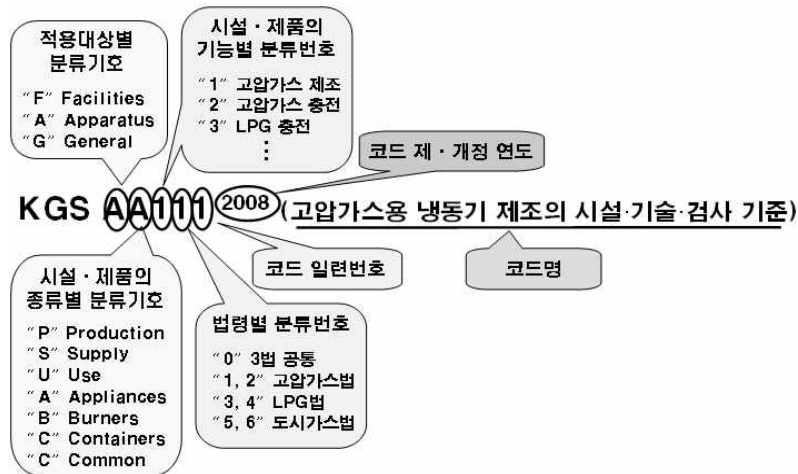 적용대상별
분류기호
“F” Facilities
“A” Apparatus
“G” General
시설·제품의
기능별 분류번호
“1” 고압가스 제조
“2” 고압가스 충전
“3” LPG 충전
⋮
코드 제·개정 연도
KGS AA111 2008 (고압가스용 냉동기 제조의 시설·기술·검사 기준)
코드 일련번호
코드명
시설·제품의
종류별 분류기호
“P” Production
“S” Supply
“U” Use
“A” Appliances
“B” Burners
“C” Containers
“C” Common
법령별 분류번호
“0” 3법 공통
“1, 2” 고압가스법
“3, 4” LPG법
“5, 6” 도시가스법